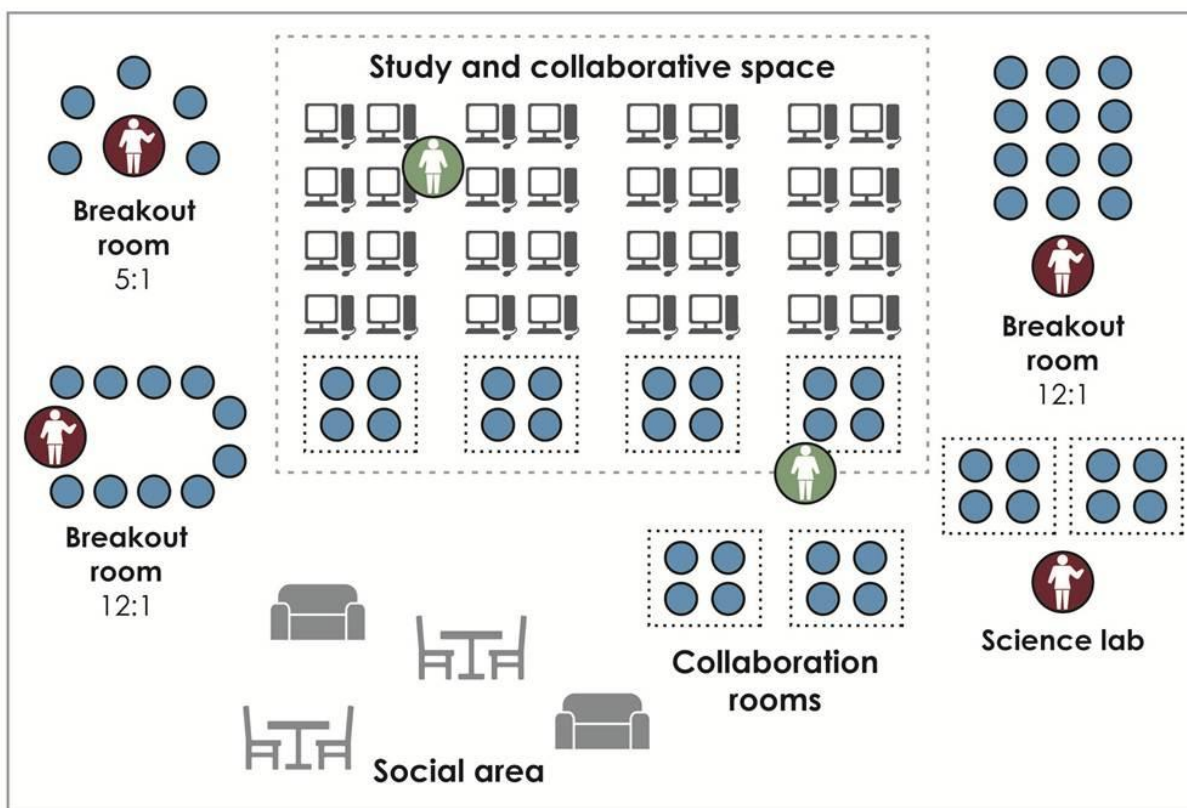 Study and collaborative space
Breakout
room
5:1
Breakout
room
12:1
Breakout
room
12:1
Science lab
Collaboration
rooms
Social area